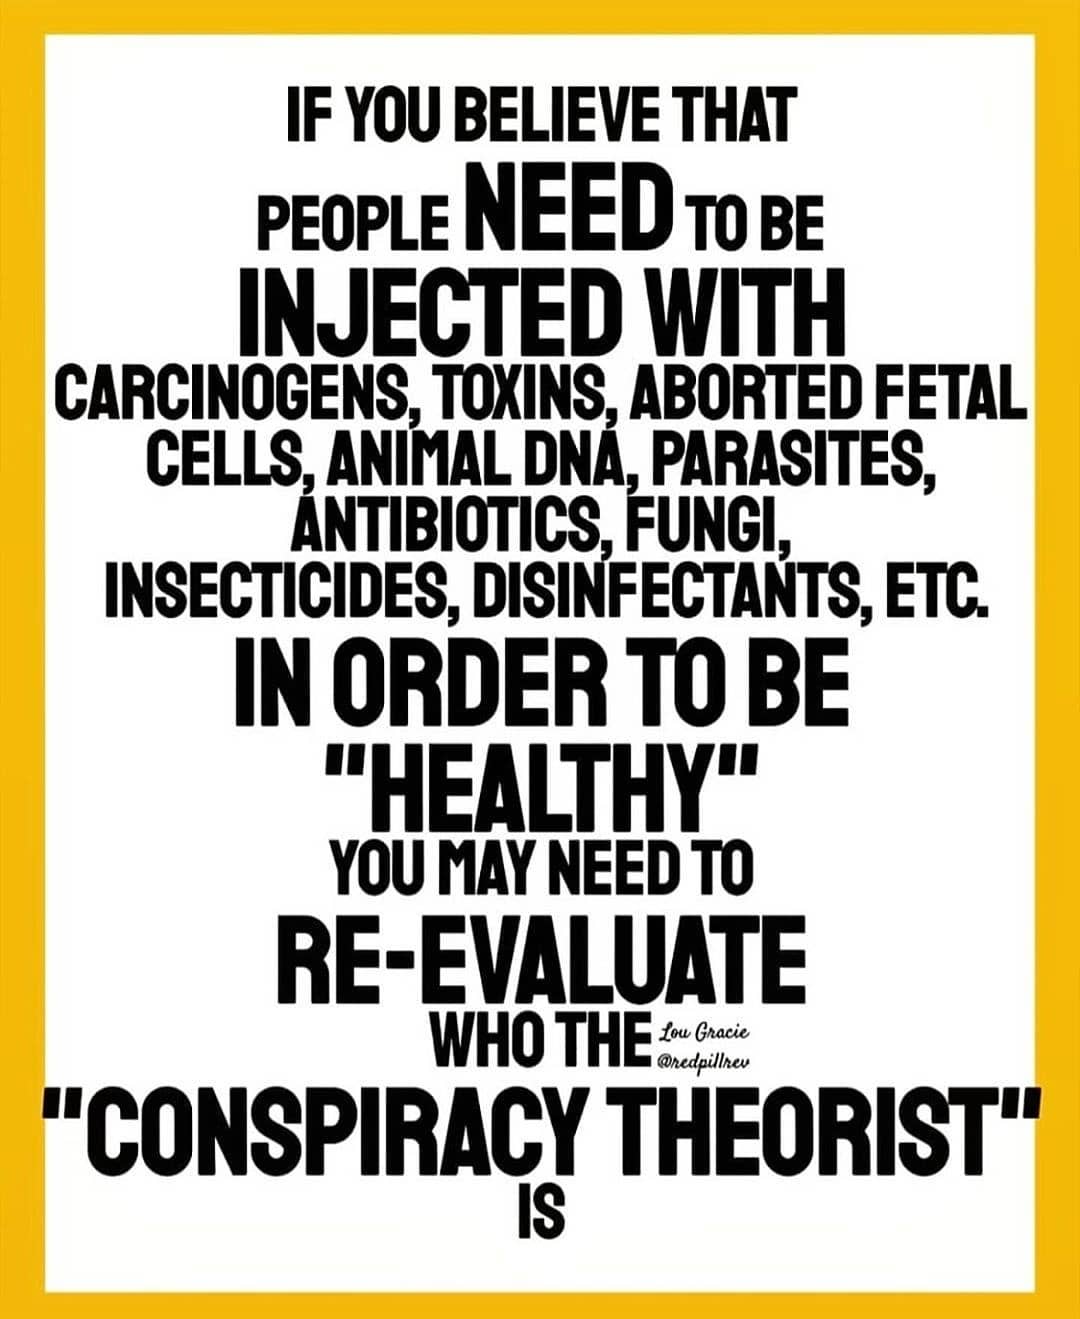 IF YOU BELIEVE THAT
PEOPLE NEED TO BE
INJECTED WITH
CARCINOGENS, TOXINS, ABORTED FETAL
CELLS, ANIMAL DNA, PARASITES,
ANTIBIOTICS, FUNGI,
INSECTICIDES, DISINFECTANTS, ETC.
IN ORDER TO BE
"HEALTHY"
YOU MAY NEED TO
RE-EVALUATE
WHO THE
Lou Gracie
@redpillrev
"CONSPIRACY THEORIST"
IS